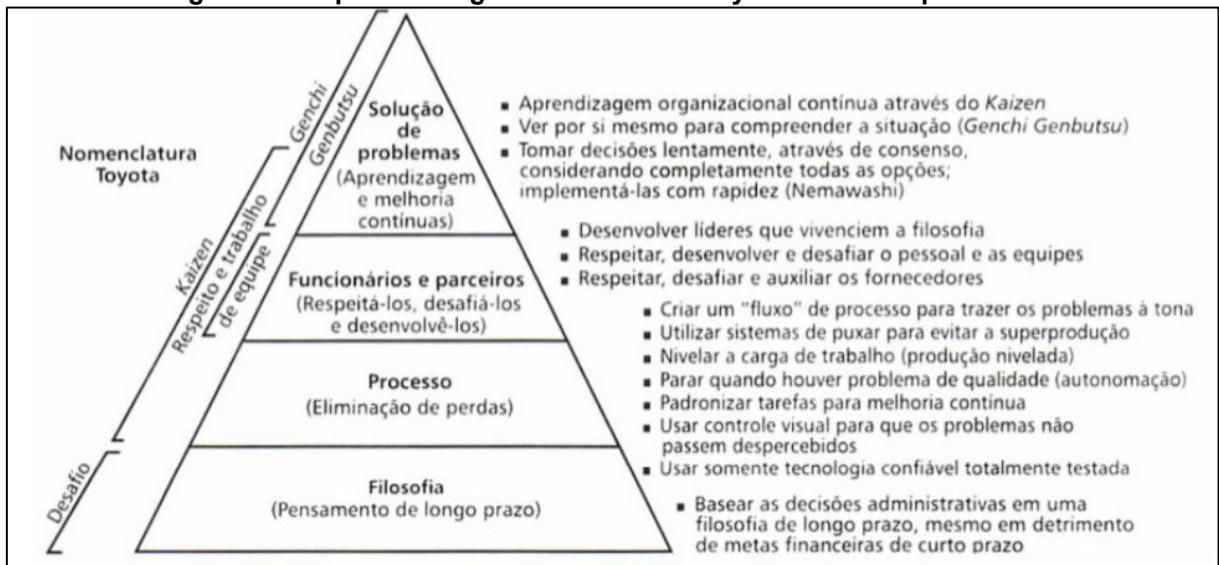 Nomenclatura
Toyota
Genchi
Genbutsu
Kaizen
Respeito e trabalho
de equipe
Desafio
Solução
de
problemas
(Aprendizagem
e melhoria
contínuas)
▪ Aprendizagem organizacional contínua através do Kaizen
▪ Ver por si mesmo para compreender a situação (Genchi Genbutsu)
▪ Tomar decisões lentamente, através de consenso,
considerando completamente todas as opções;
implementá-las com rapidez (Nemawashi)
Funcionários e parceiros
(Respeitá-los, desafiá-los
e desenvolvê-los)
▪ Desenvolver líderes que vivenciem a filosofia
▪ Respeitar, desenvolver e desafiar o pessoal e as equipes
▪ Respeitar, desafiar e auxiliar os fornecedores
Processo
(Eliminação de perdas)
▪ Criar um "fluxo" de processo para trazer os problemas à tona
▪ Utilizar sistemas de puxar para evitar a superprodução
▪ Nivelar a carga de trabalho (produção nivelada)
▪ Parar quando houver problema de qualidade (autonomação)
▪ Padronizar tarefas para melhoria contínua
▪ Usar controle visual para que os problemas não
passem despercebidos
▪ Usar somente tecnologia confiável totalmente testada
Filosofia
(Pensamento de longo prazo)
▪ Basear as decisões administrativas em uma
filosofia de longo prazo, mesmo em detrimento
de metas financeiras de curto prazo